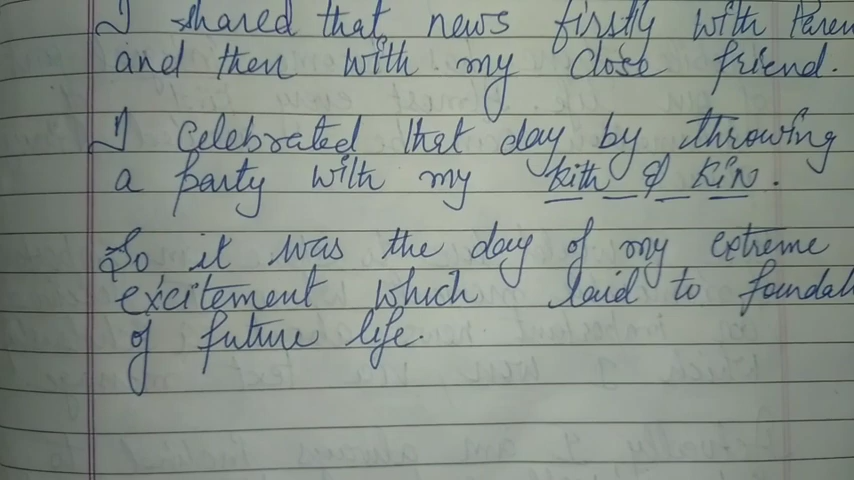 I shared that news firstly with Paren
and then with my close friend.
I celebrated that day by throwing
a party with my Kith & Kin.
So, it was the day of my extreme
excitement which laid to foundat
of future life.